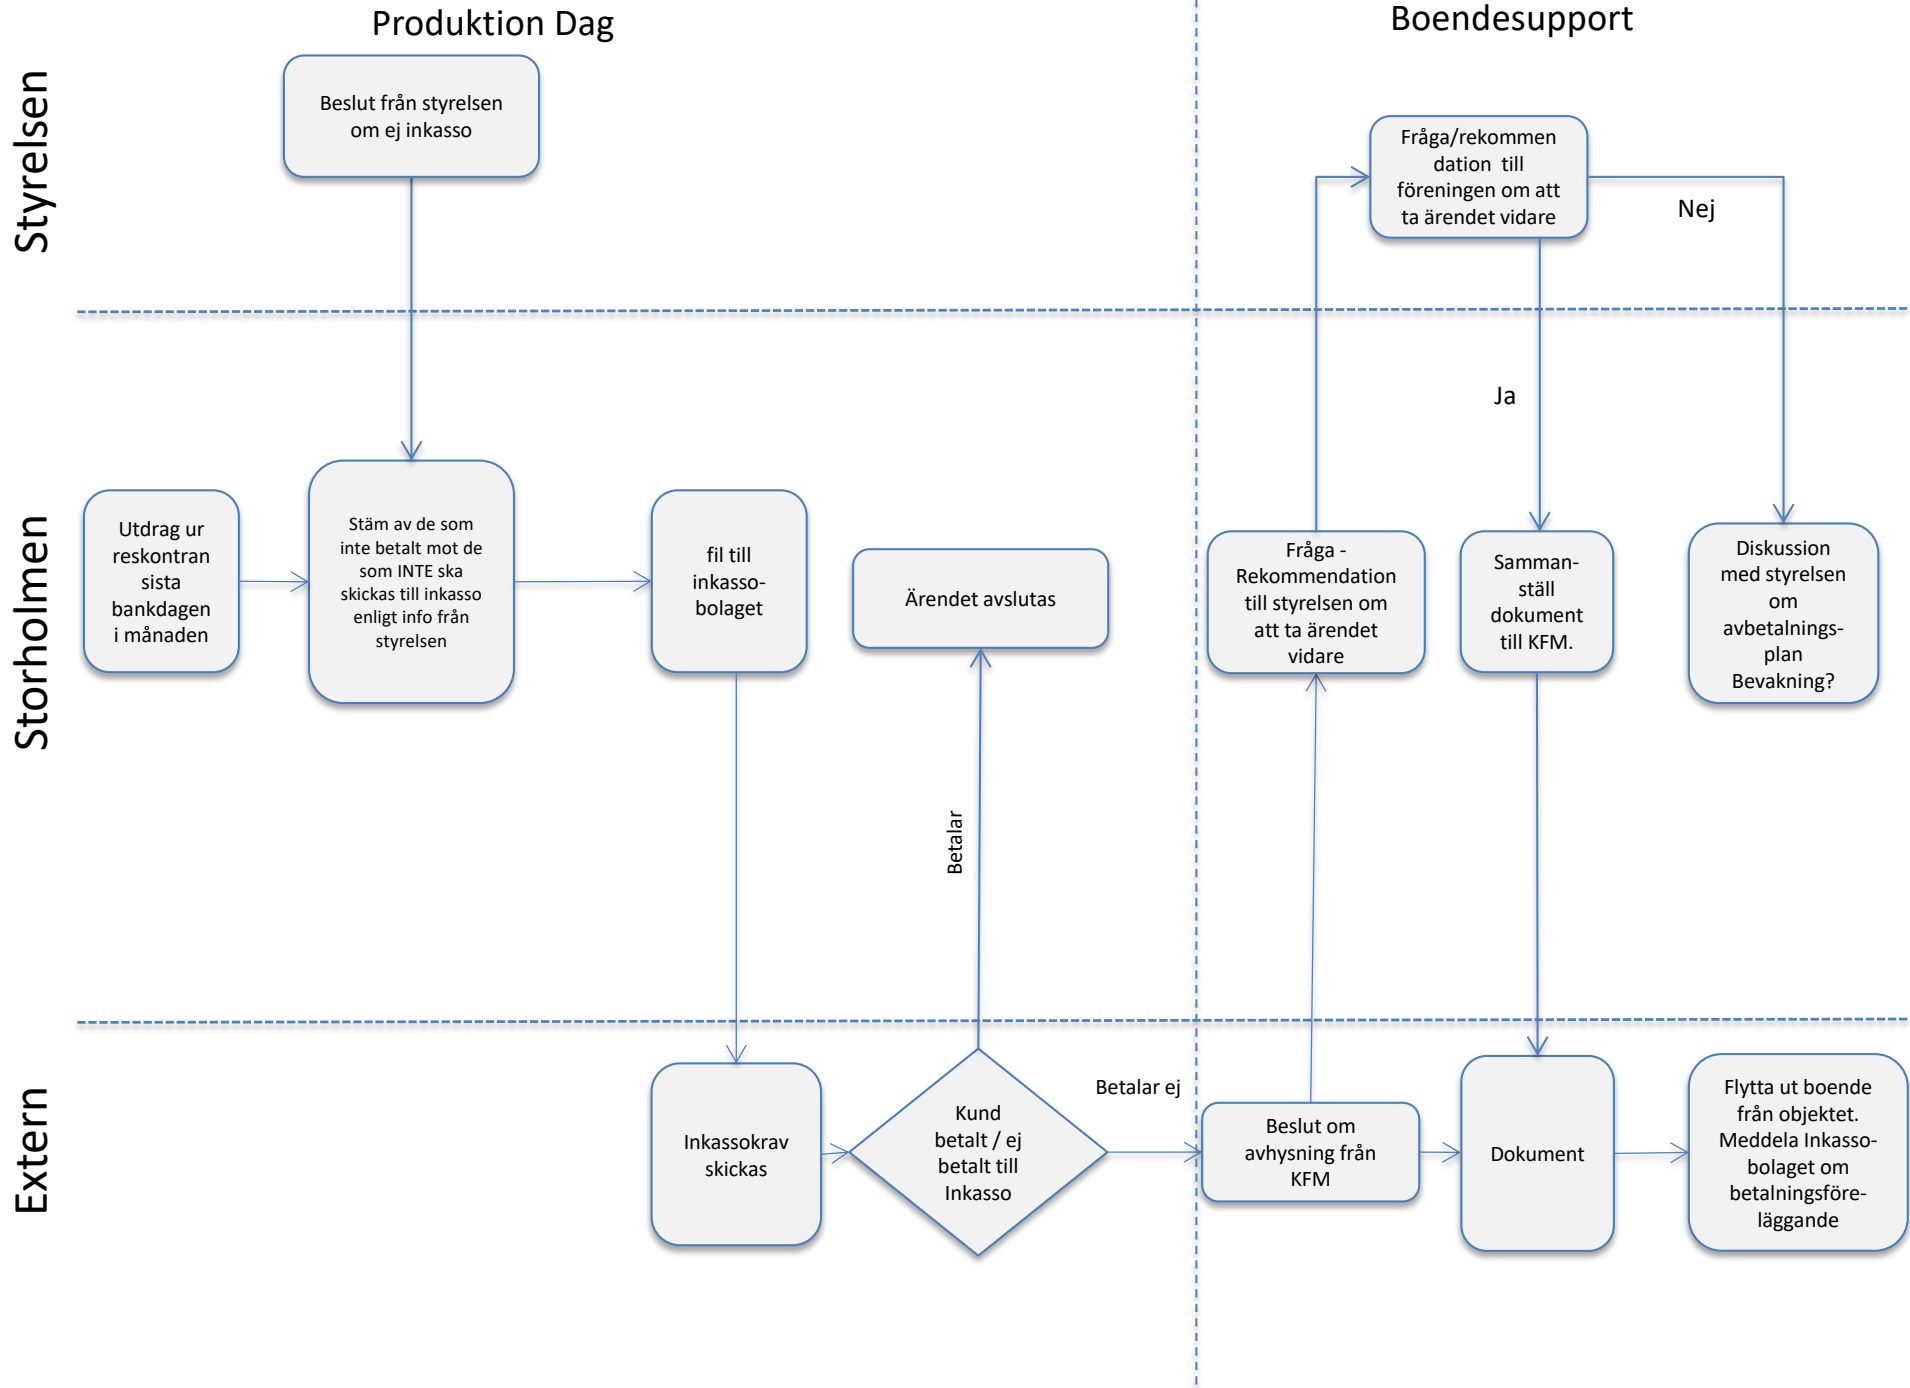 Produktion Dag
Boendesupport
Styrelsen
Beslut från styrelsen
om ej inkasso
Fråga/rekommen
dation till
föreningen om att
ta ärendet vidare
Nej
Ja
Storholmen
Utdrag ur
reskontran
sista
bankdagen
i månaden
Stäm av de som
inte betalt mot de
som INTE ska
skickas till inkasso
enligt info från
styrelsen
fil till
inkasso-
bolaget
Ärendet avslutas
Fråga -
Rekommendation
till styrelsen om
att ta ärendet
vidare
Samman-
ställ
dokument
till KFM.
Diskussion
med styrelsen
om
avbetalnings-
plan
Bevakning?
Betalar
Extern
Inkassokrav
skickas
Kund
betalt / ej
betalt till
Inkasso
Betalar ej
Beslut om
avhysning från
KFM
Dokument
Flytta ut boende
från objektet.
Meddela Inkasso-
bolaget om
betalningsföre-
läggande